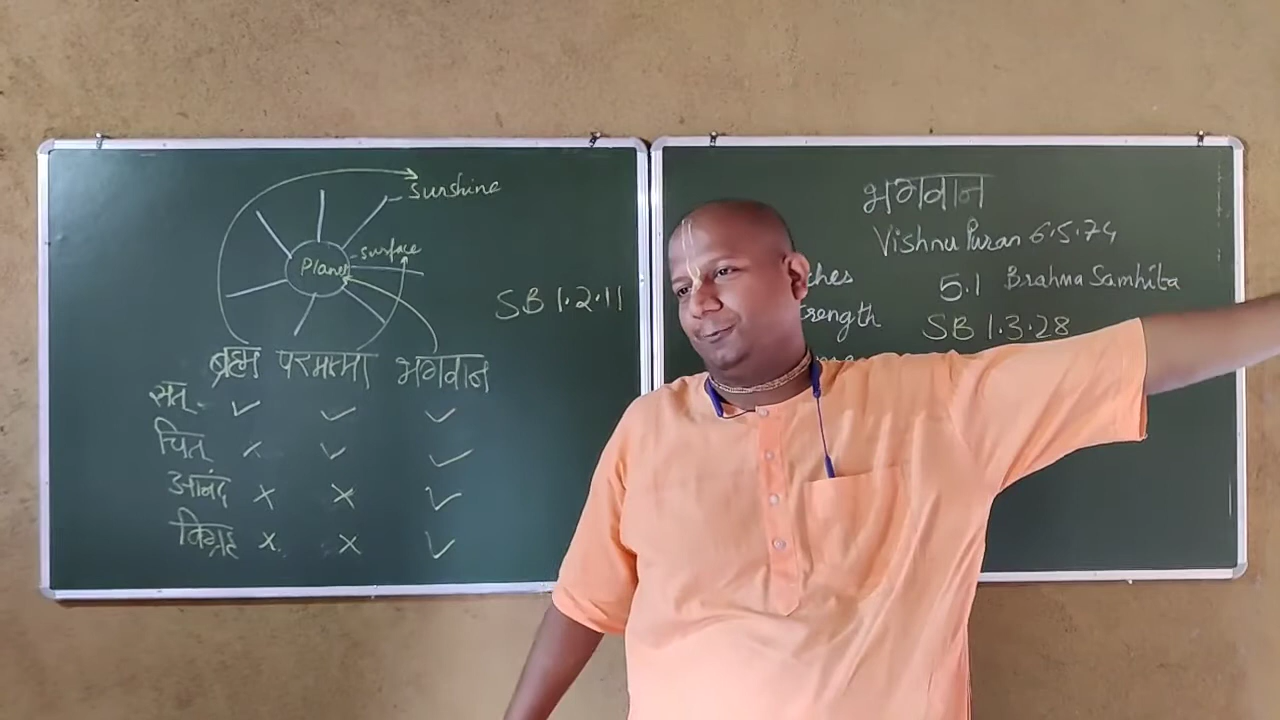 Sunshine
surface
Planet
SB 1.2.11
ब्रह्म परमात्मा भगवान
सत् ✓ ✓ ✓
चित् x ✓ ✓
आनंद x x ✓
विग्रह x x ✓
भगवान
Vishnu Puran 6.5.74
5.1 Brahma Samhita
SB 1.3.28